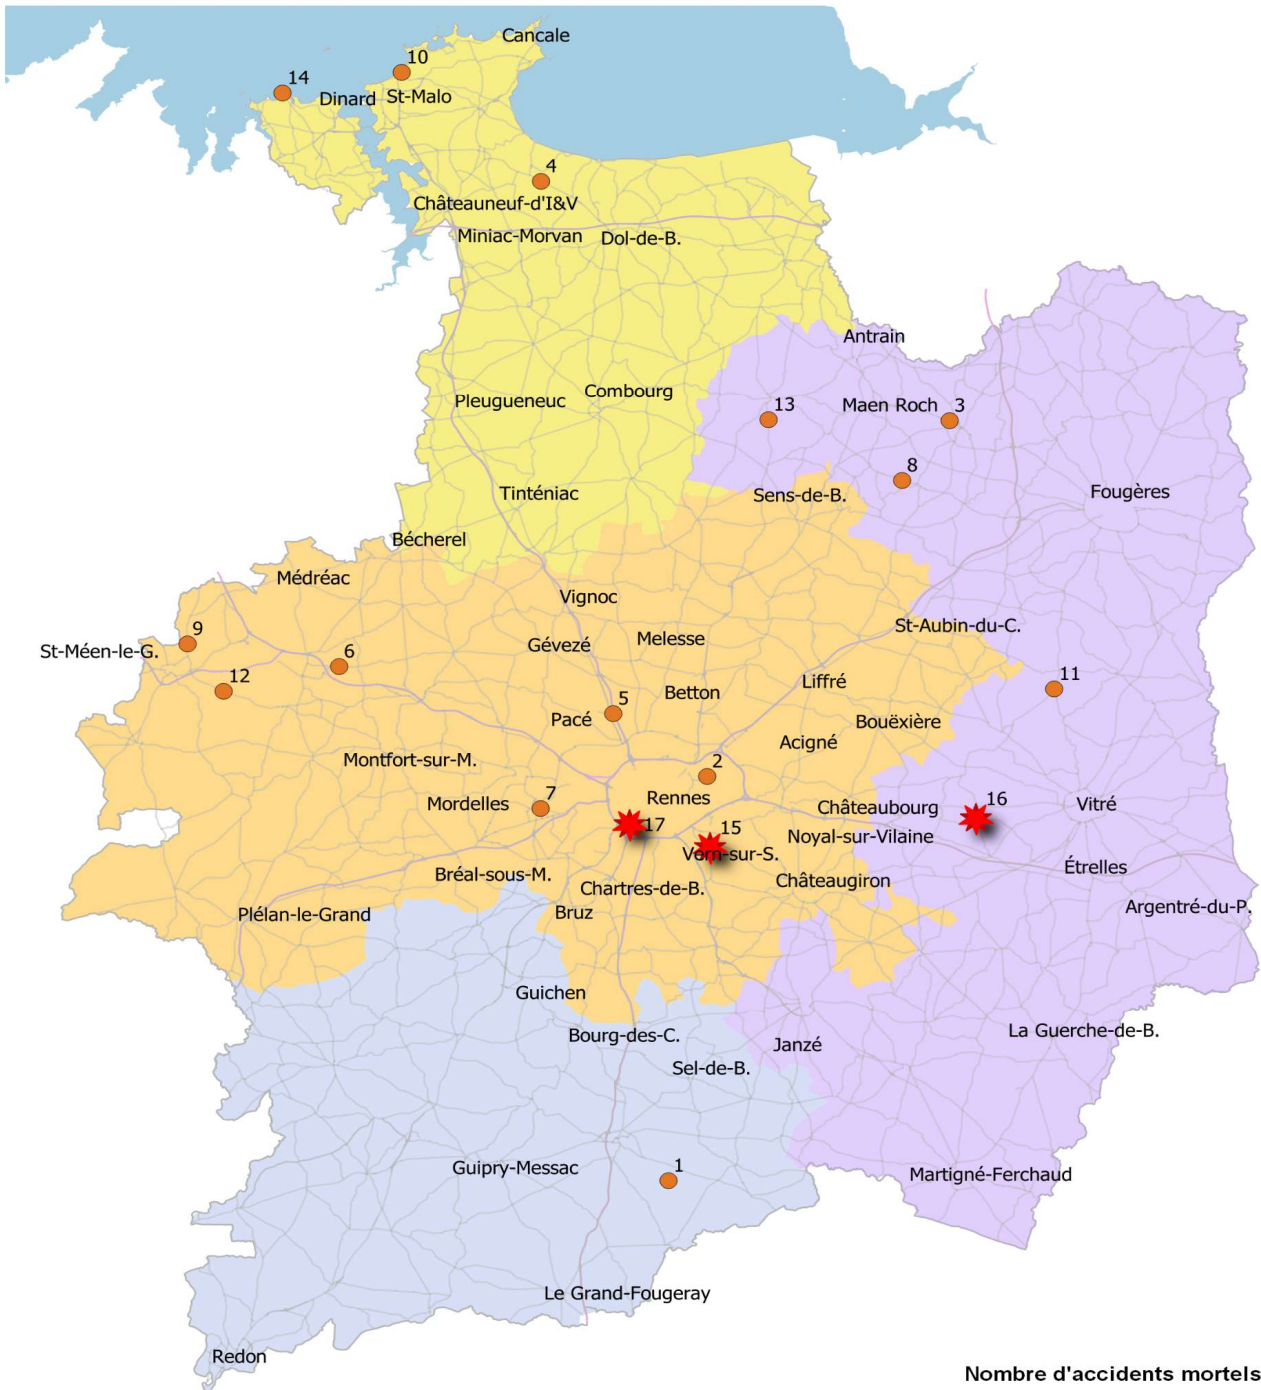 Cancale
10
14
Dinard
St-Malo
4
Châteauneuf-d'I&V
Miniac-Morvan
Dol-de-B.
Antrain
Combourg
Pleugueneuc
13
Maen Roch
3
8
Tinténiac
Sens-de-B.
Fougères
Bécherel
Médréac
Vignoc
9
St-Méen-le-G.
6
Gévezé
Melesse
St-Aubin-du-C.
12
5
Betton
Liffré
11
Pacé
Bouëxière
Acigné
Montfort-sur-M.
2
7
Mordelles
Rennes
Châteaubourg
16
Vitré
17
15
Noyal-sur-Vilaine
Vern-sur-S.
Étrelles
Bréal-sous-M.
Chartres-de-B.
Châteaugiron
Plélan-le-Grand
Bruz
Argentré-du-P.
Guichen
Bourg-des-C.
Janzé
La Guerche-de-B.
Sel-de-B.
Guipry-Messac
1
Martigné-Ferchaud
Le Grand-Fougeray
Redon
Nombre d'accidents mortels